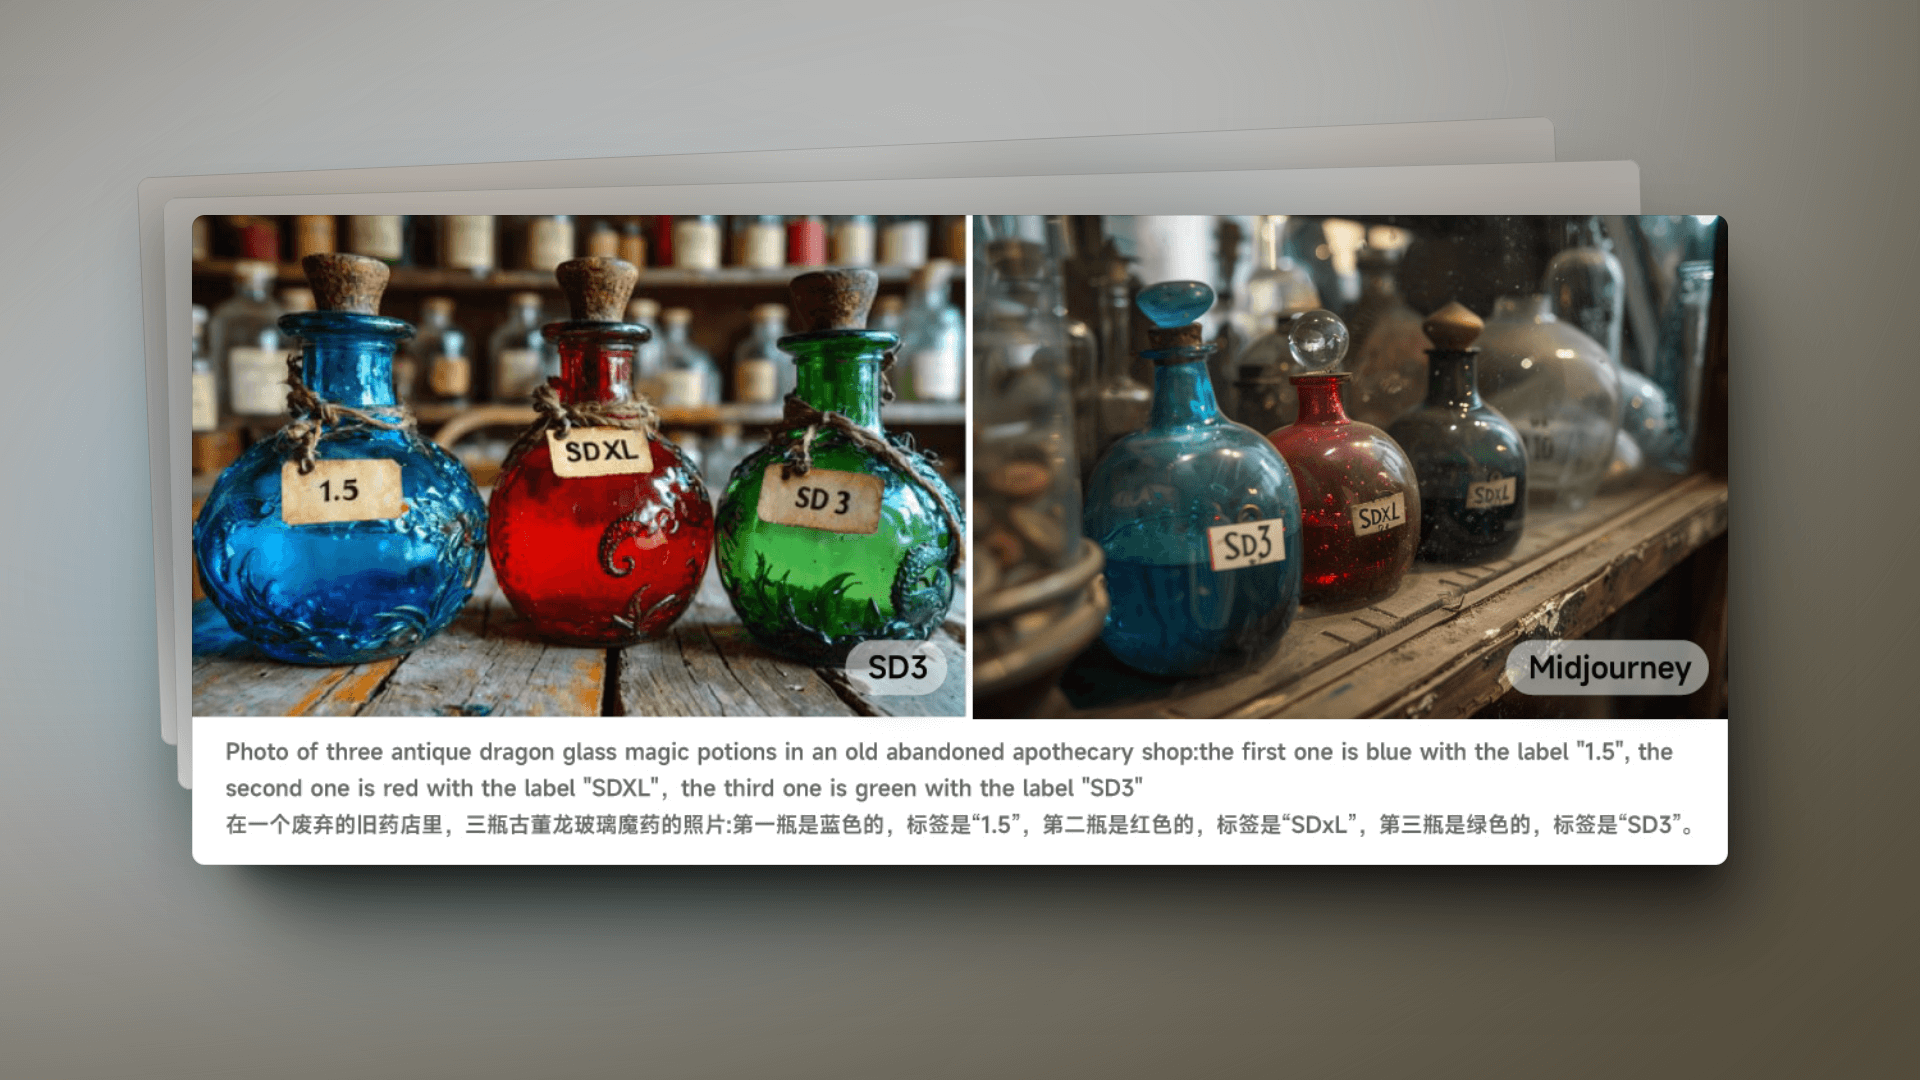 1.5
SDXL
SD 3
SD3
SD3
SDXL
SDXL
10
Midjourney
Photo of three antique dragon glass magic potions in an old abandoned apothecary shop:the first one is blue with the label "1.5", the
second one is red with the label "SDXL", the third one is green with the label "SD3"
在一个废弃的旧药店里，三瓶古董龙玻璃魔药的照片:第一瓶是蓝色的，标签是“1.5”，第二瓶是红色的，标签是“SDxL”，第三瓶是绿色的，标签是“SD3”。